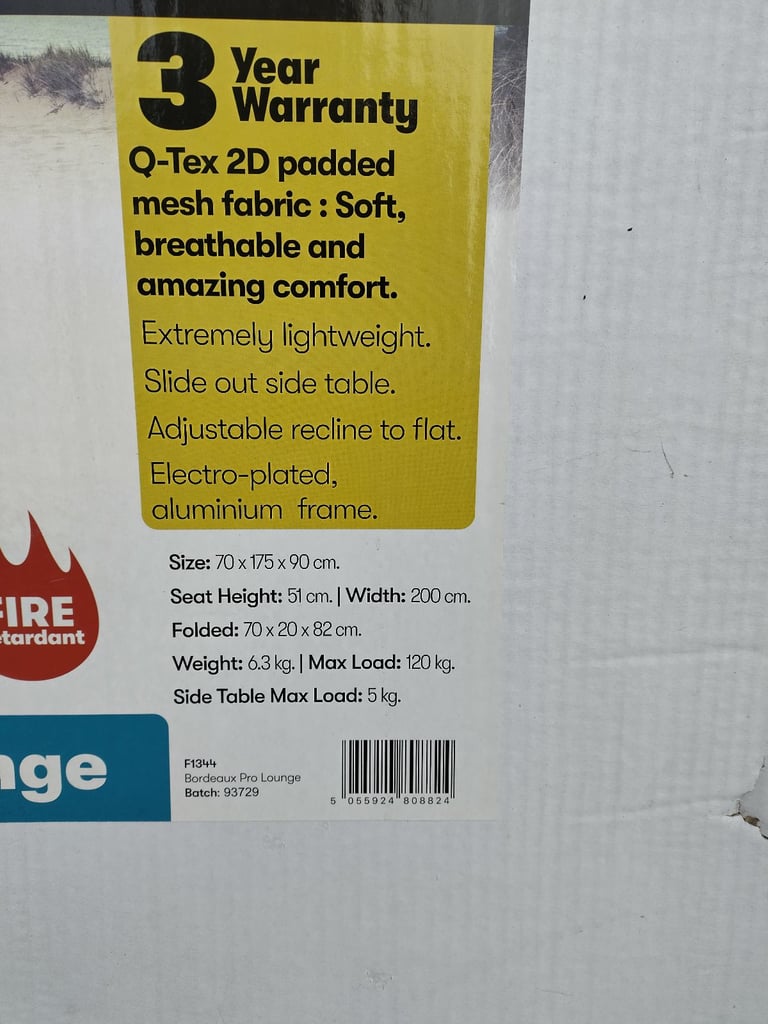 3 Year
Warranty
Q-Tex 2D padded
mesh fabric : Soft,
breathable and
amazing comfort.
Extremely lightweight.
Slide out side table.
Adjustable recline to flat.
Electro-plated,
aluminium frame.
Size: 70 x 175 x 90 cm.
Seat Height: 51 cm. | Width: 200 cm.
Folded: 70 x 20 x 82 cm.
Weight: 6.3 kg. | Max Load: 120 kg.
Side Table Max Load: 5 kg.
FIRE
etardant
nge
F1344
Bordeaux Pro Lounge
Batch: 93729
5 055924 808824